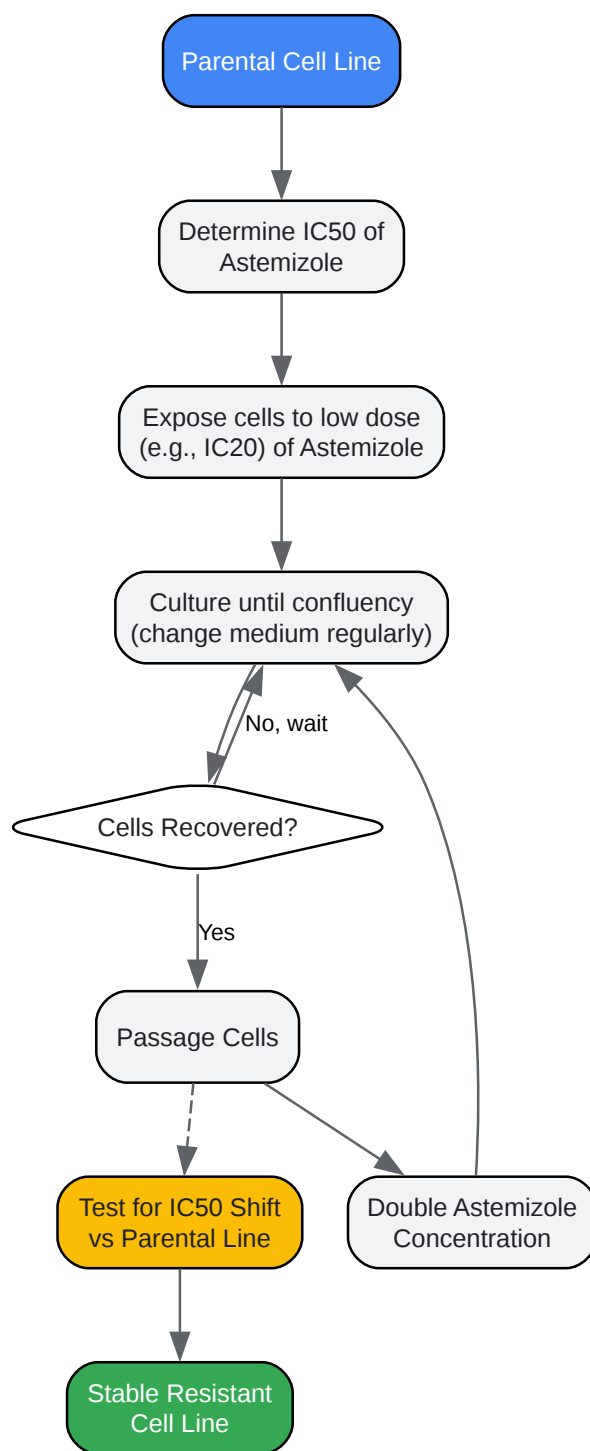 Parental Cell Line
Determine IC50 of
Astemizole
Expose cells to low dose
(e.g., IC20) of Astemizole
Culture until confluency
(change medium regularly)
No, wait
Cells Recovered?
Yes
Passage Cells
Test for IC50 Shift
vs Parental Line
Double Astemizole
Concentration
Stable Resistant
Cell Line